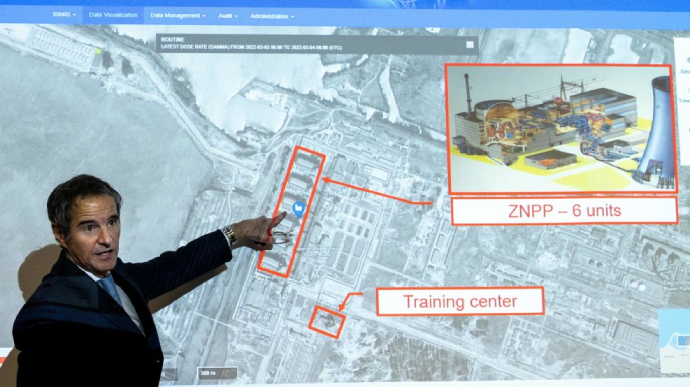 Data Visualization Data Management Audit Administration
ROUTINE
LATEST DOSE RATE (GAMMA) FROM 2022-03-03 00:00 TO 2022-03-04 00:00 (UTC)
ZNPP – 6 units
Training center
300 m